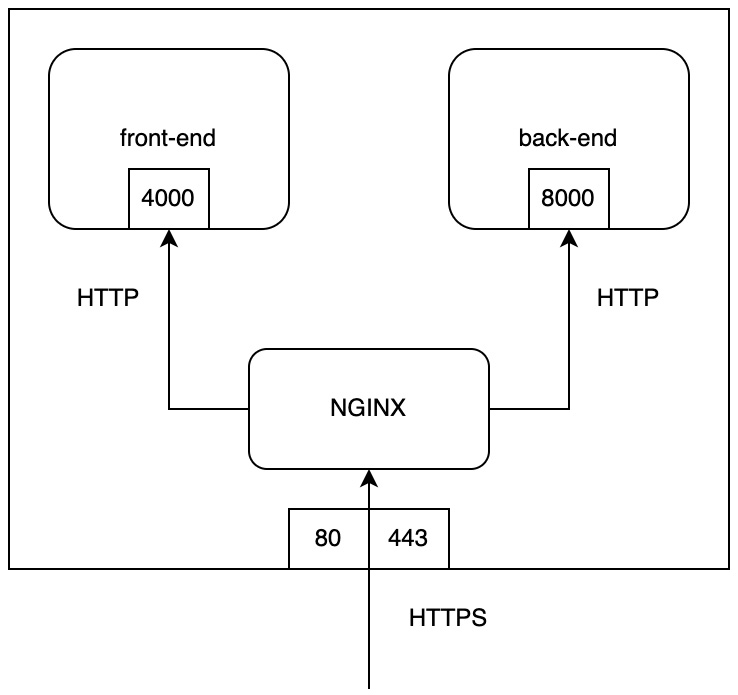 front-end
back-end
4000
8000
HTTP
HTTP
NGINX
80
443
HTTPS